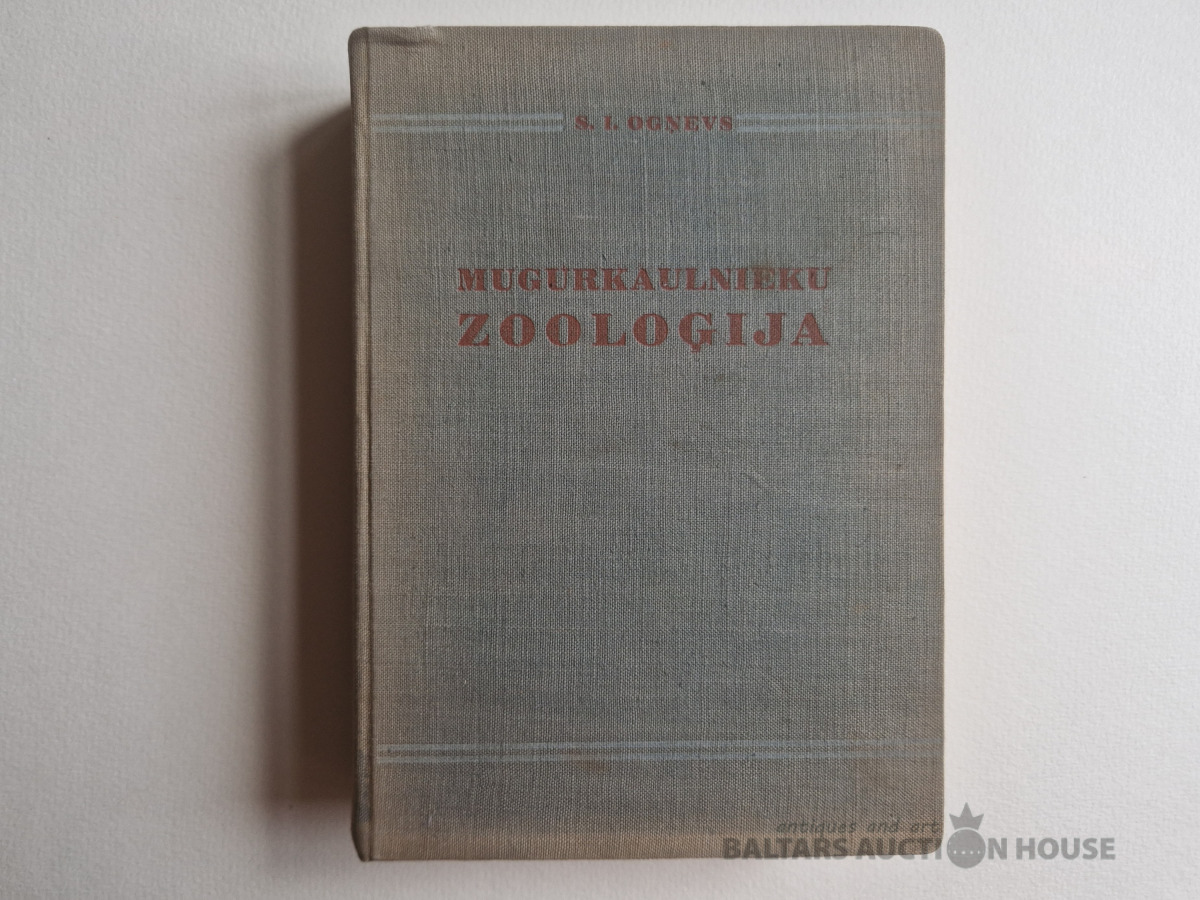 S. I. OGŅEVS
MUGURKAULNIEKU
ZOOLOĢIJA
antiques and art
BALTARS AUCTION HOUSE